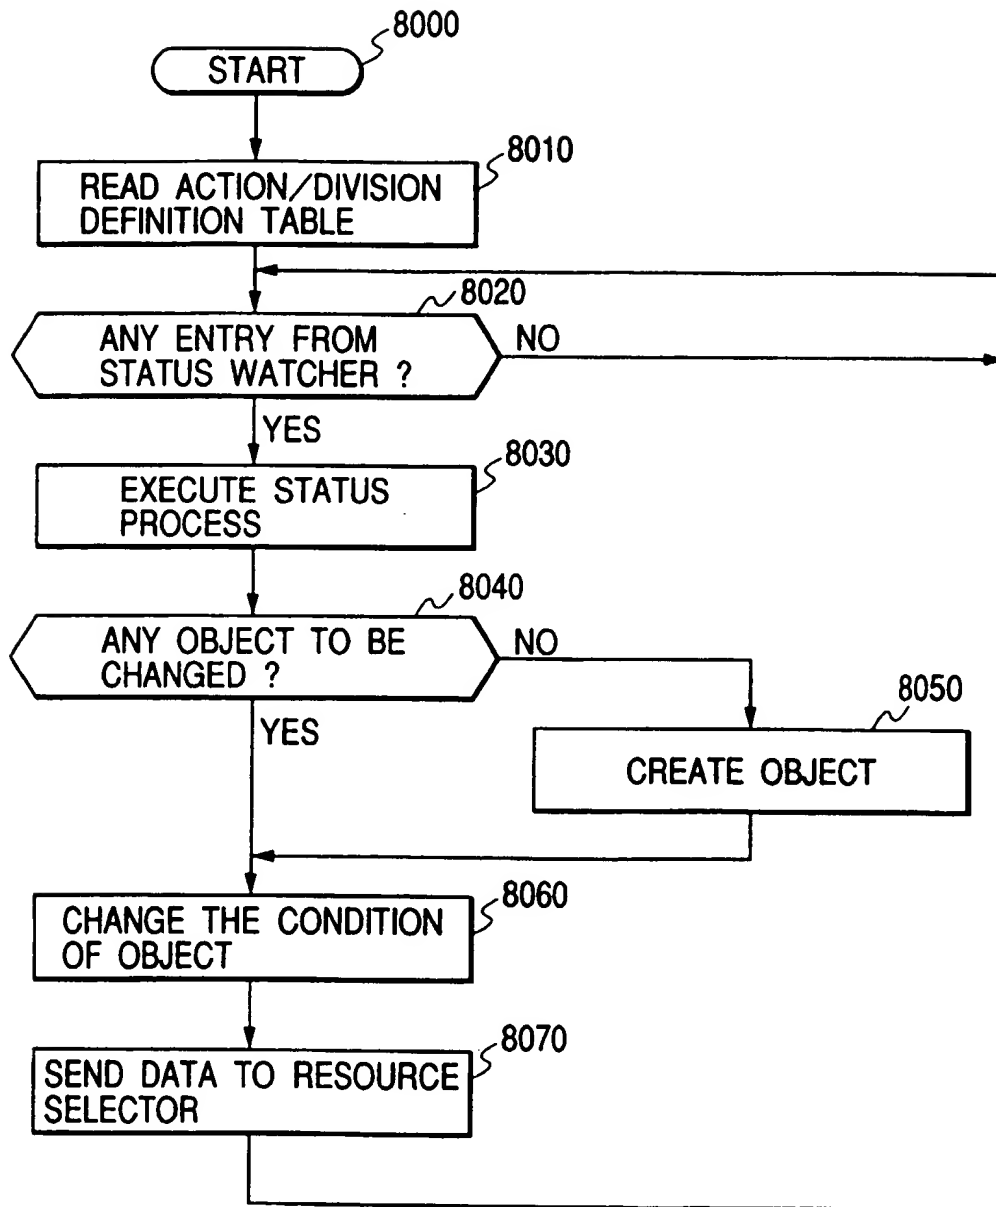 8000
START
8010
READ ACTION/DIVISION
DEFINITION TABLE
8020
ANY ENTRY FROM
STATUS WATCHER ?
NO
YES
8030
EXECUTE STATUS
PROCESS
8040
ANY OBJECT TO BE
CHANGED ?
NO
YES
8050
CREATE OBJECT
8060
CHANGE THE CONDITION
OF OBJECT
8070
SEND DATA TO RESOURCE
SELECTOR